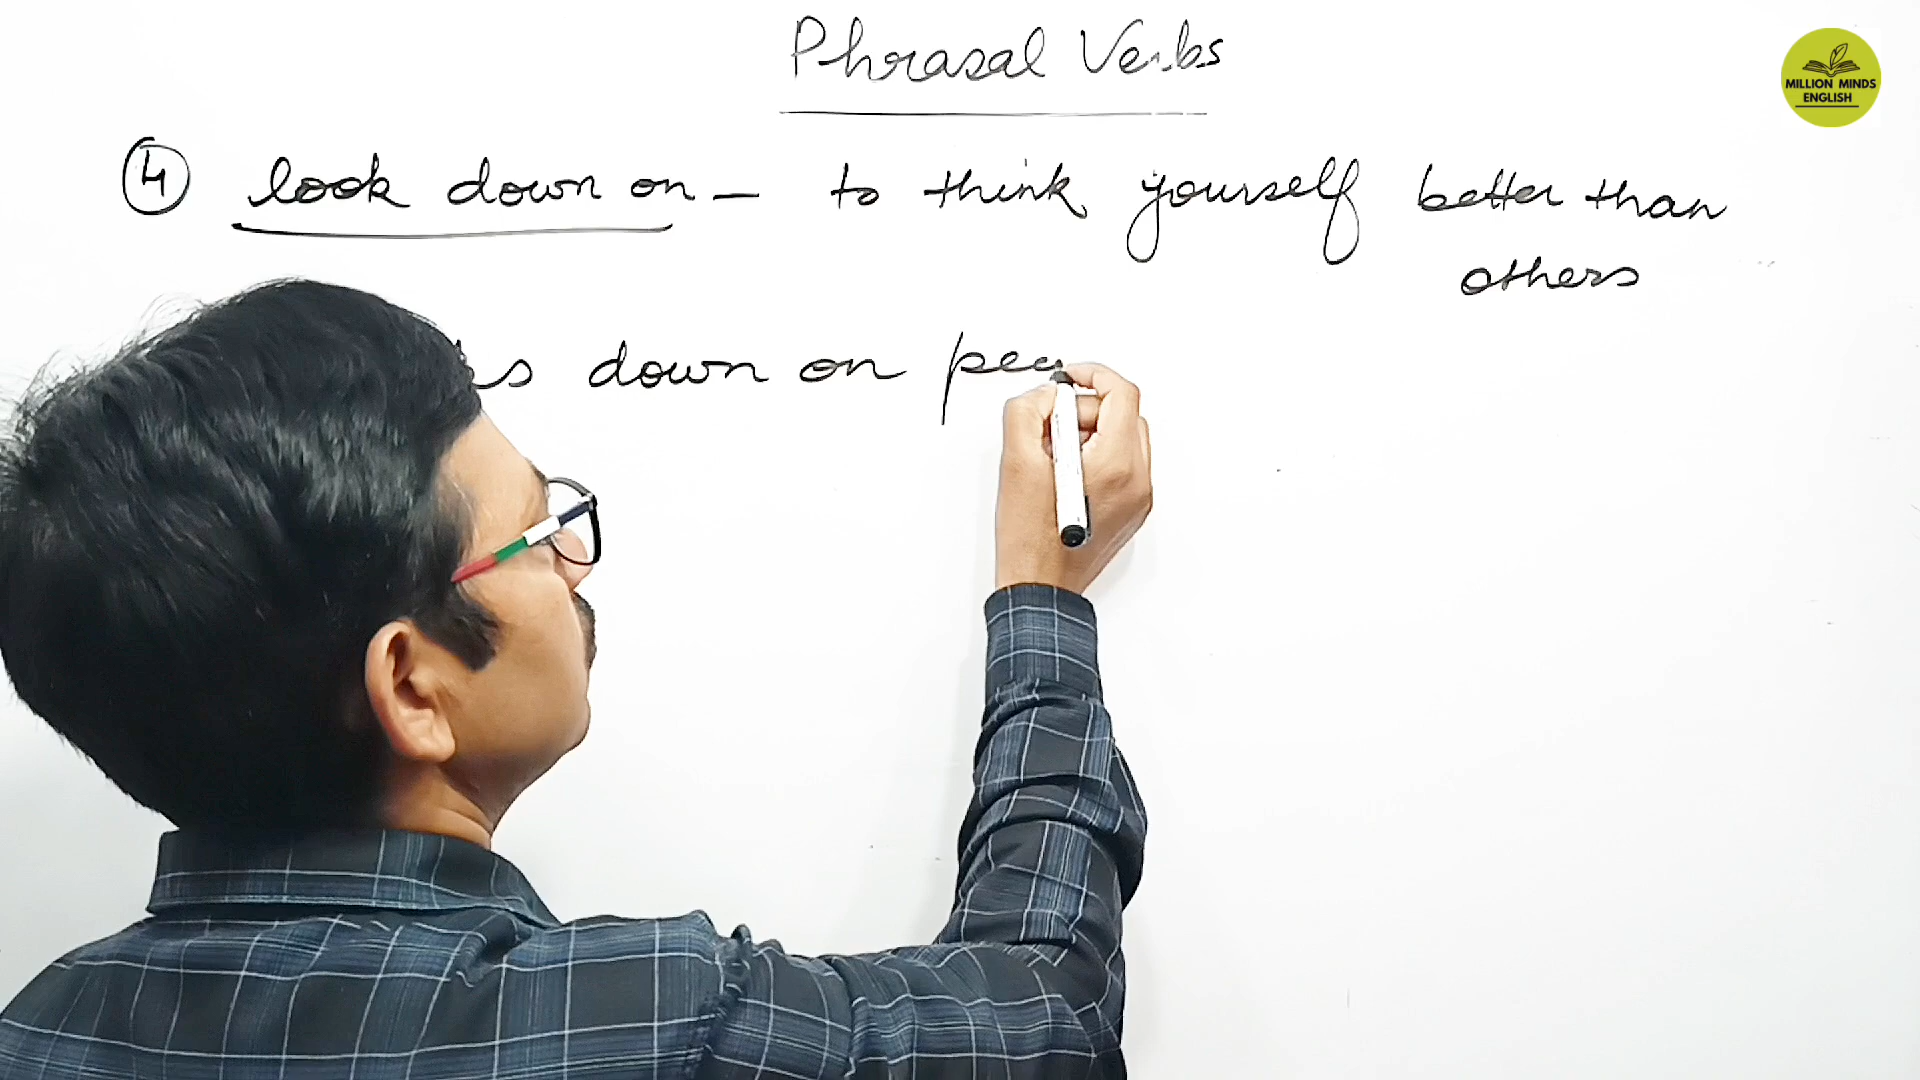 Phrasal Verbs
MILLION MINDS
ENGLISH
④ look down on — to think yourself better than
others
down on